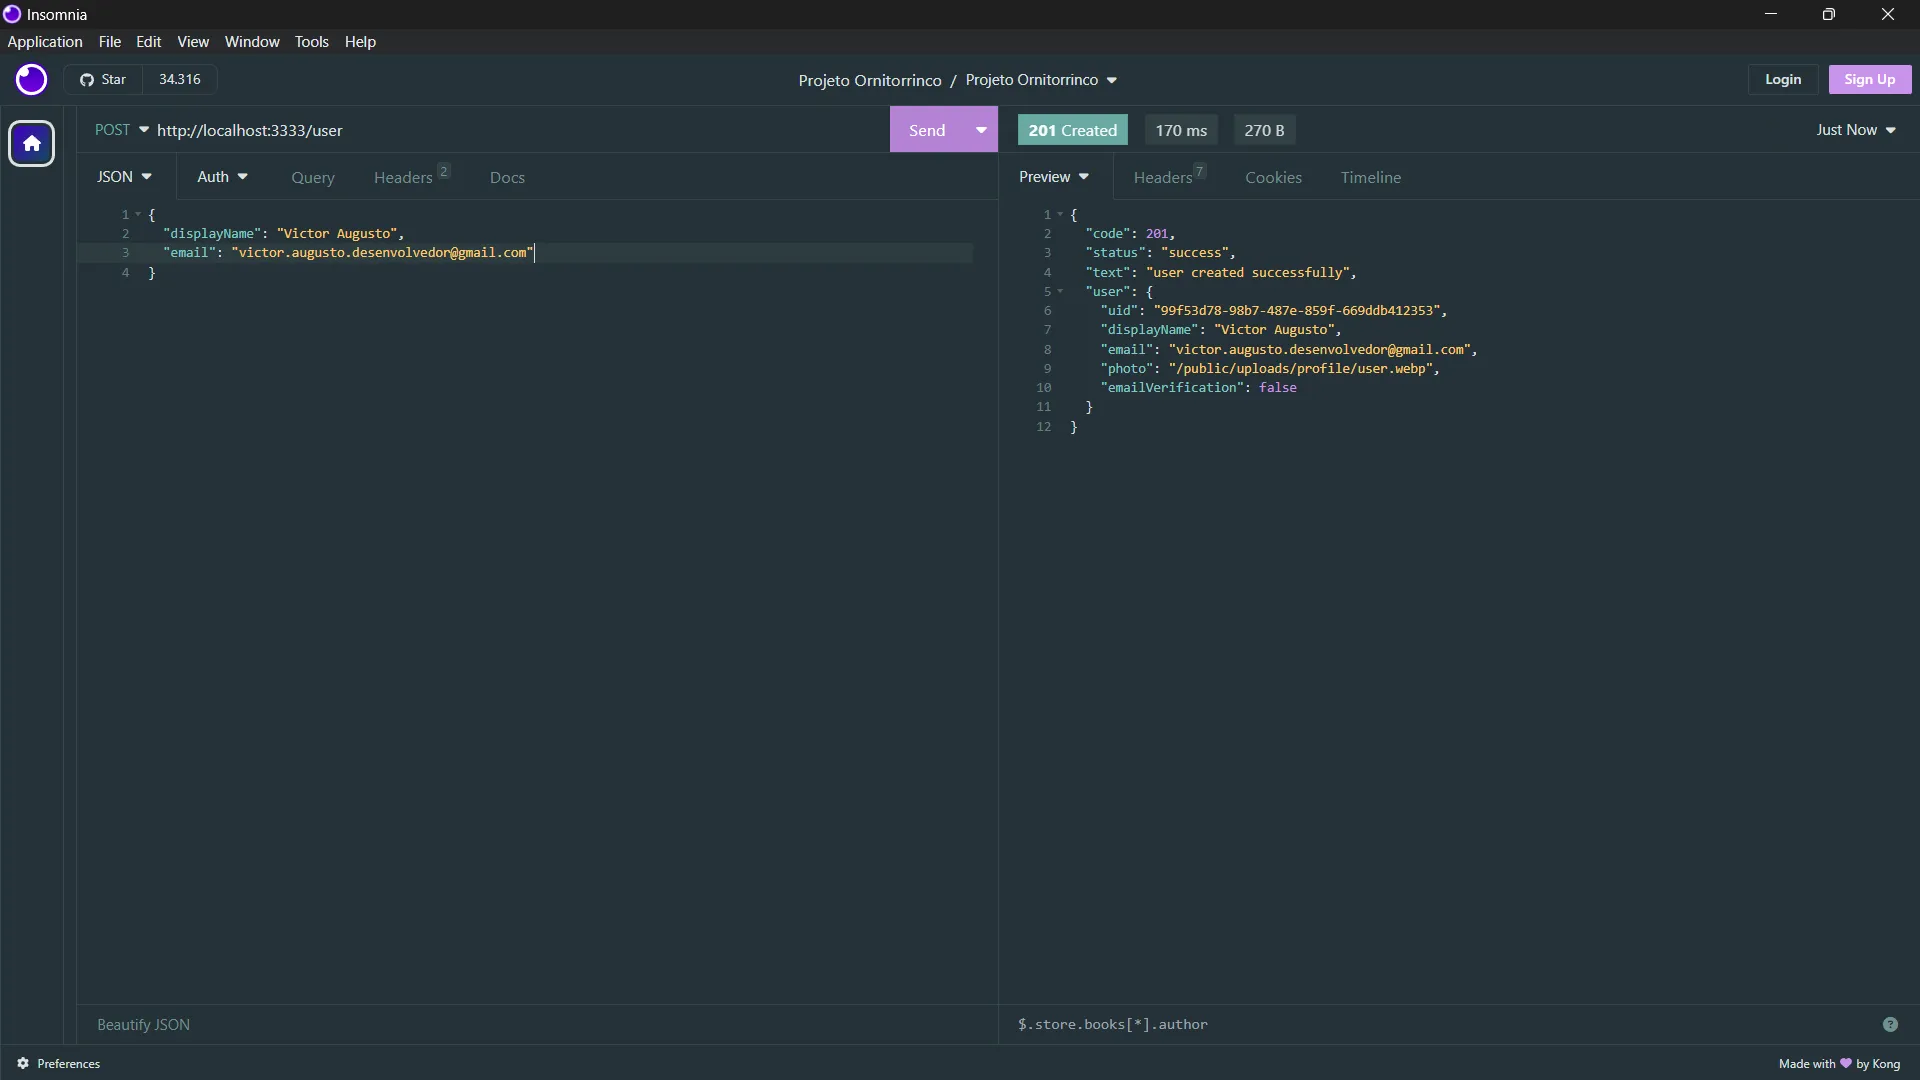 Insomnia
Application File Edit View Window Tools Help
Star 34.316
Projeto Ornitorrinco / Projeto Ornitorrinco
Login Sign Up
POST http://localhost:3333/user
Send
201 Created 170 ms 270 B
Just Now
JSON Auth Query Headers 2 Docs
1 {
2 "displayName": "Victor Augusto",
3 "email": "victor.augusto.desenvolvedor@gmail.com"
4 }
Beautify JSON
Preview Headers 7 Cookies Timeline
1 {
2 "code": 201,
3 "status": "success",
4 "text": "user created successfully",
5 "user": {
6 "uid": "99f53d78-98b7-487e-859f-669ddb412353",
7 "displayName": "Victor Augusto",
8 "email": "victor.augusto.desenvolvedor@gmail.com",
9 "photo": "/public/uploads/profile/user.webp",
10 "emailVerification": false
11 }
12 }
$.store.books[*].author
?
Preferences
Made with 💜 by Kong